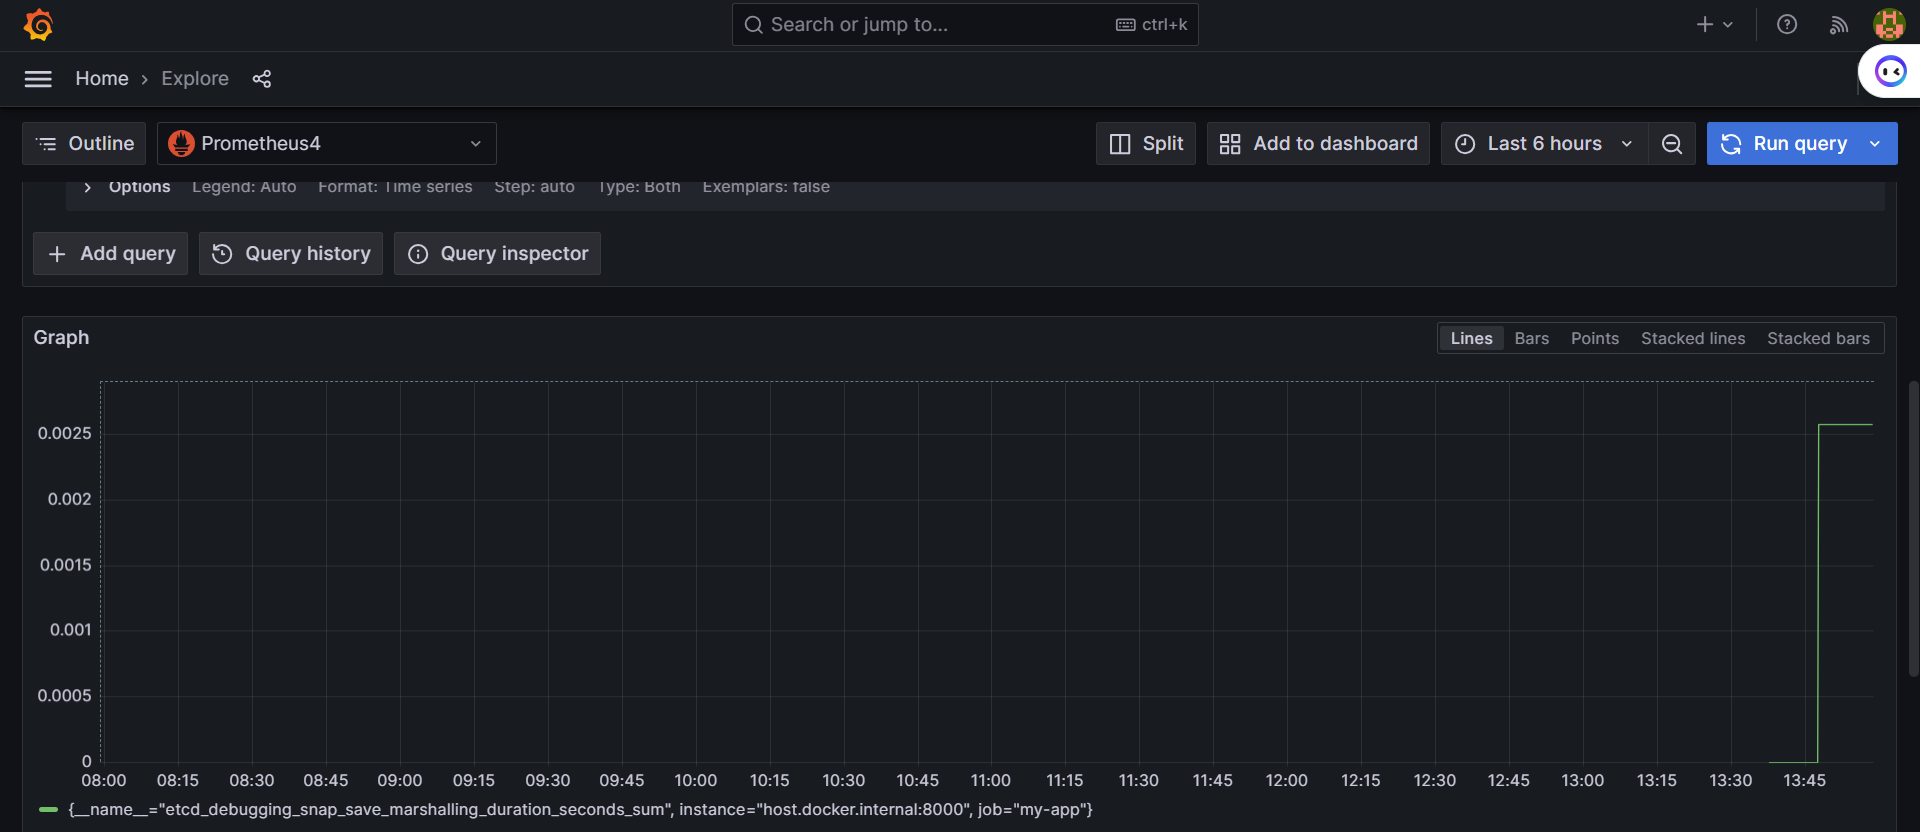 Search or jump to... ctrl+k
Home › Explore
Outline Prometheus4 Split Add to dashboard Last 6 hours Run query
Options Legend: Auto Format: Time series Step: auto Type: Both Exemplars: false
Add query Query history Query inspector
Graph Lines Bars Points Stacked lines Stacked bars
0.0025
0.002
0.0015
0.001
0.0005
0
08:00 08:15 08:30 08:45 09:00 09:15 09:30 09:45 10:00 10:15 10:30 10:45 11:00 11:15 11:30 11:45 12:00 12:15 12:30 12:45 13:00 13:15 13:30 13:45
{__name__="etcd_debugging_snap_save_marshalling_duration_seconds_sum", instance="host.docker.internal:8000", job="my-app"}